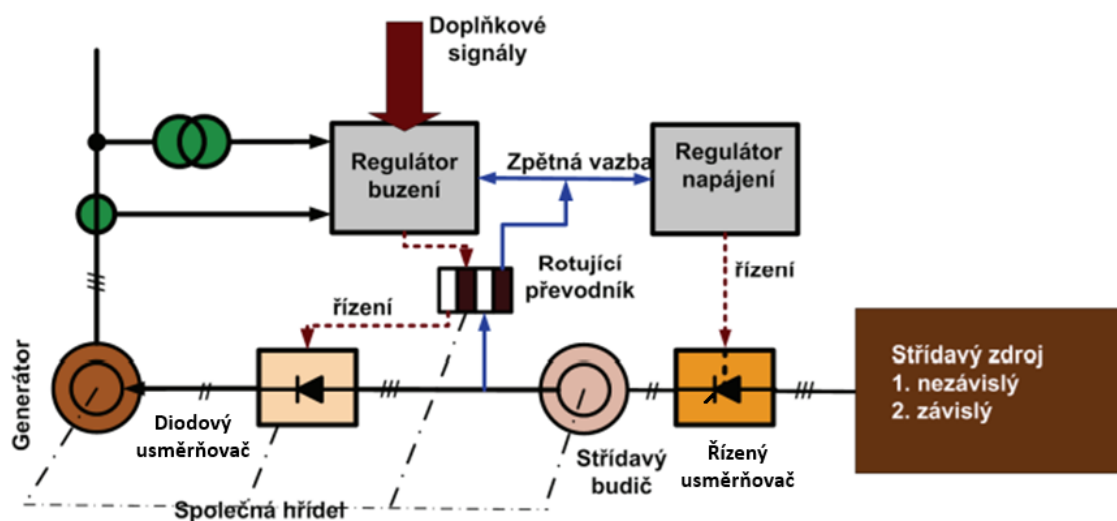 Doplňkové
signály
Regulátor
buzení
Zpětná vazba
Regulátor
napájení
Rotující
převodník
řízení
řízení
Generátor
Diodový
usměrňovač
Střídavý
budič
Řízený
usměrňovač
Střídavý zdroj
1. nezávislý
2. závislý
Společná hřídel